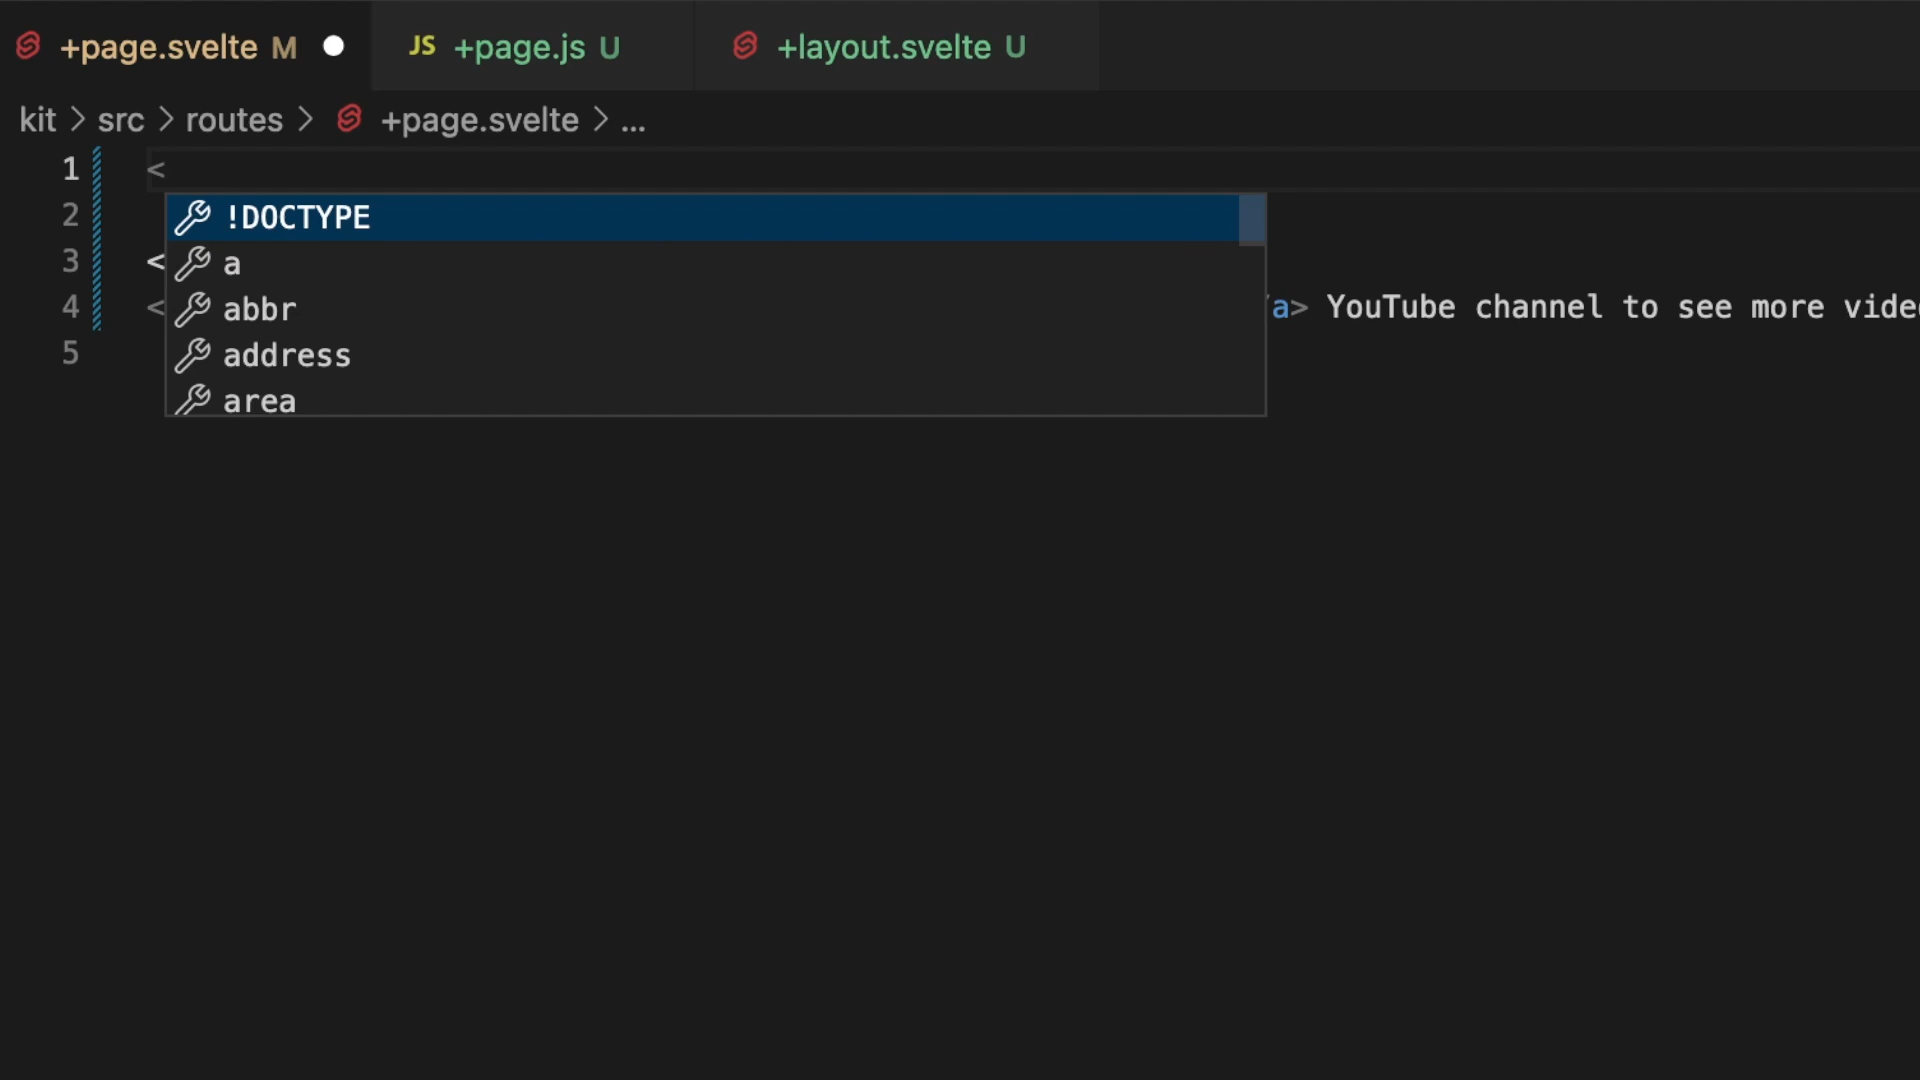 +page.svelte M JS +page.js U +layout.svelte U
kit > src > routes > +page.svelte > ...
1 <
!DOCTYPE
2
a
3 <
abbr
4 < /a> YouTube channel to see more
address
5
area